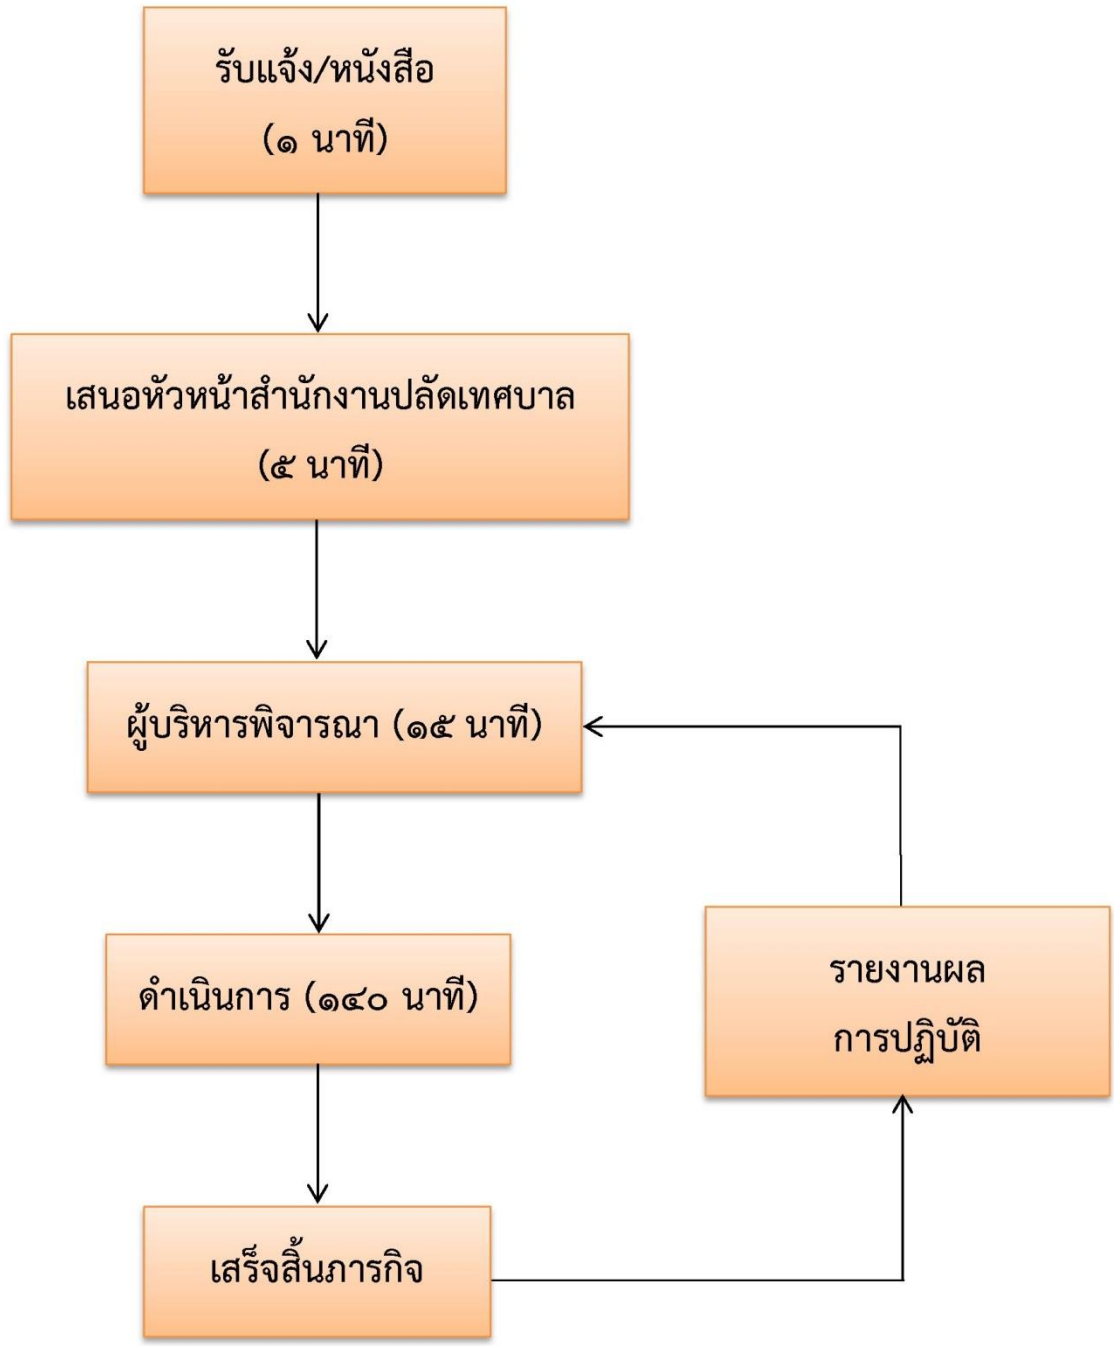 รับแจ้ง/หนังสือ
(๑ นาที)
เสนอหัวหน้าสำนักงานปลัดเทศบาล
(๕ นาที)
ผู้บริหารพิจารณา (๑๕ นาที)
ดำเนินการ (๑๔๐ นาที)
รายงานผล
การปฏิบัติ
เสร็จสิ้นภารกิจ